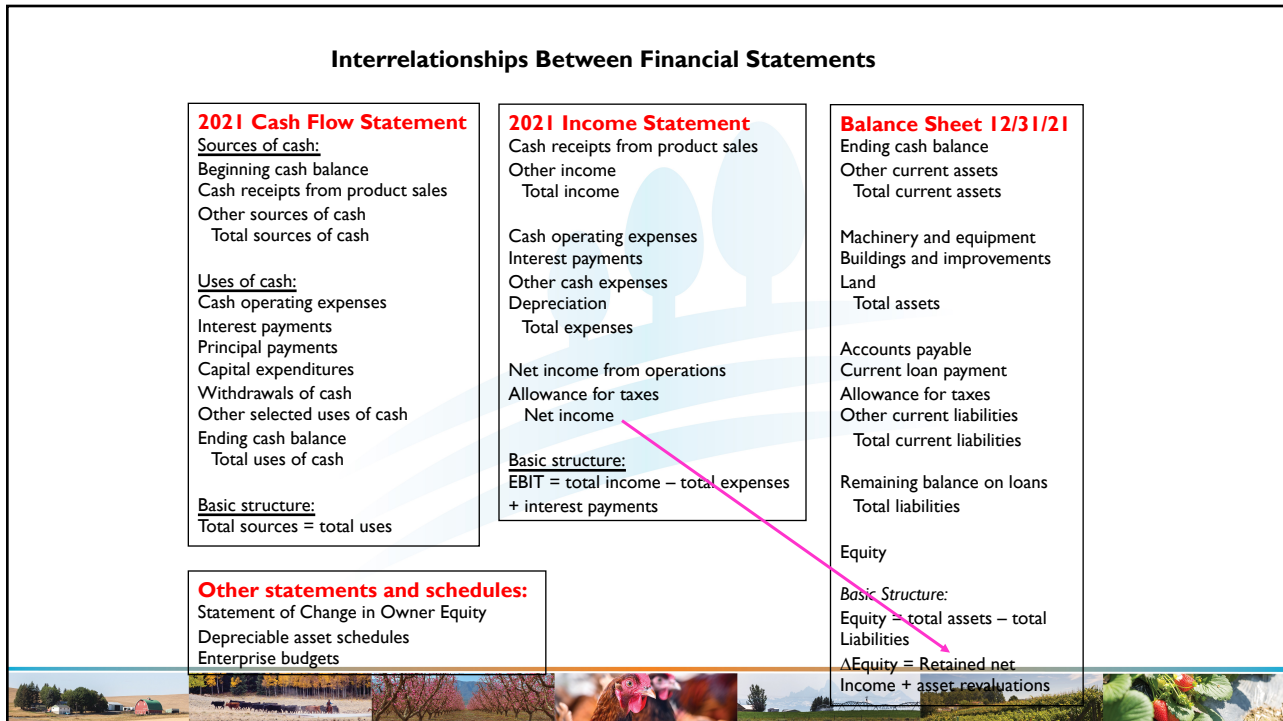 Interrelationships Between Financial Statements
2021 Cash Flow Statement
Sources of cash:
Beginning cash balance
Cash receipts from product sales
Other sources of cash
Total sources of cash
Uses of cash:
Cash operating expenses
Interest payments
Principal payments
Capital expenditures
Withdrawals of cash
Other selected uses of cash
Ending cash balance
Total uses of cash
Basic structure:
Total sources = total uses
2021 Income Statement
Cash receipts from product sales
Other income
Total income
Cash operating expenses
Interest payments
Other cash expenses
Depreciation
Total expenses
Net income from operations
Allowance for taxes
Net income
Basic structure:
EBIT = total income – total expenses
+ interest payments
Balance Sheet 12/31/21
Ending cash balance
Other current assets
Total current assets
Machinery and equipment
Buildings and improvements
Land
Total assets
Accounts payable
Current loan payment
Allowance for taxes
Other current liabilities
Total current liabilities
Remaining balance on loans
Total liabilities
Equity
Basic Structure:
Equity = total assets – total
Liabilities
∆Equity = Retained net
Income + asset revaluations
Other statements and schedules:
Statement of Change in Owner Equity
Depreciable asset schedules
Enterprise budgets